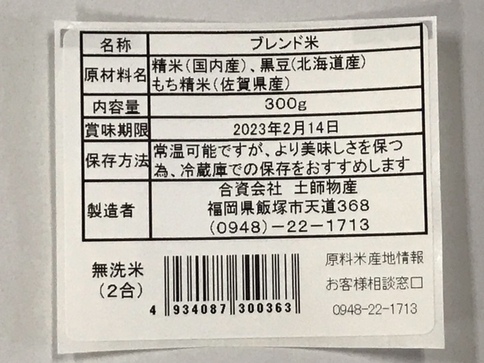 名称 ブレンド米
原材料名 精米(国内産)、黒豆(北海道産)
もち精米(佐賀県産)
内容量 300g
賞味期限 2023年2月14日
保存方法 常温可能ですが、より美味しさを保つ
為、冷蔵庫での保存をおすすめします
製造者 合資会社 土師物産
福岡県飯塚市天道368
(0948)-22-1713
無洗米
(2合)
4 934087 300363
原料米産地情報
お客様相談窓口
0948-22-1713